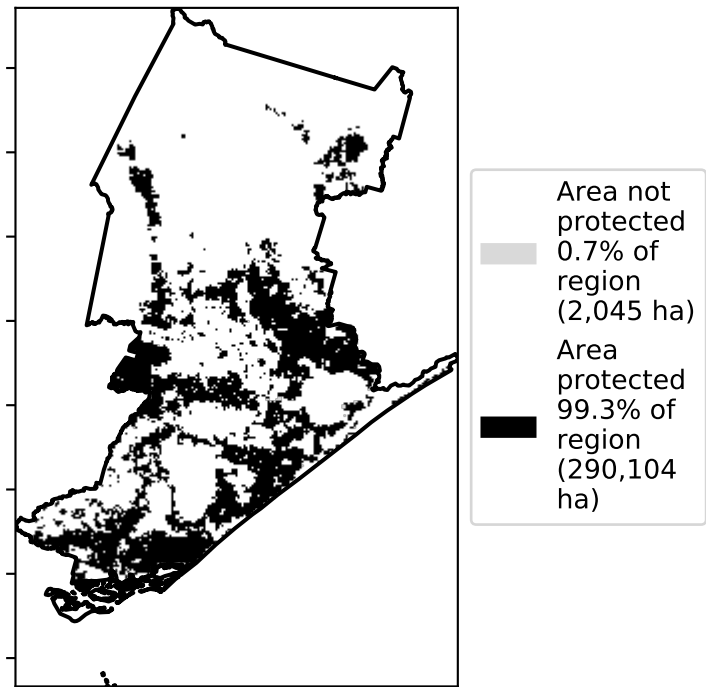 Area not
protected
0.7% of
region
(2,045 ha)
Area
protected
99.3% of
region
(290,104
ha)